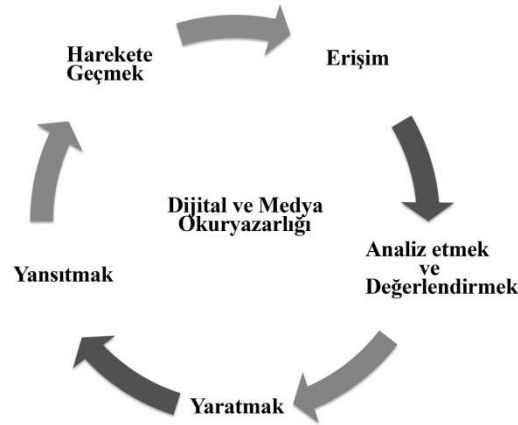 Harekete
Geçmek
Erişim
Dijital ve Medya
Okuryazarlığı
Analiz etmek
ve
Değerlendirmek
Yansıtmak
Yaratmak